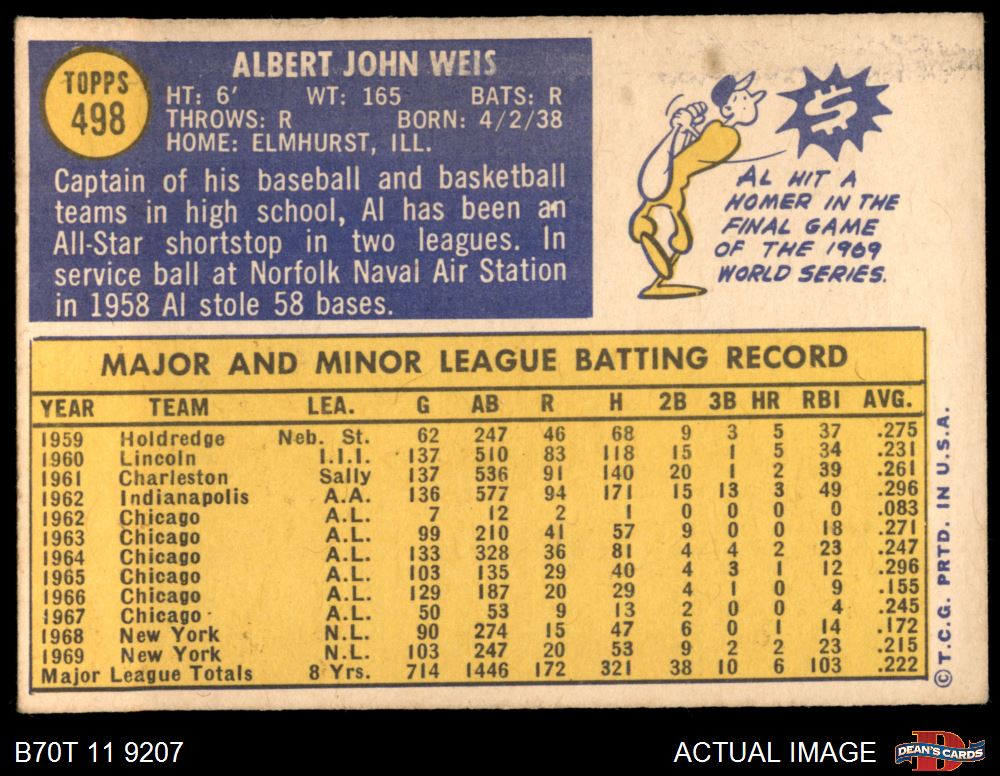 TOPPS
498
ALBERT JOHN WEIS
HT: 6' WT: 165 BATS: R
THROWS: R BORN: 4/2/38
HOME: ELMHURST, ILL.
Captain of his baseball and basketball
teams in high school, Al has been an
All-Star shortstop in two leagues. In
service ball at Norfolk Naval Air Station
in 1958 Al stole 58 bases.
$
AL HIT A
HOMER IN THE
FINAL GAME
OF THE 1969
WORLD SERIES.
MAJOR AND MINOR LEAGUE BATTING RECORD
YEAR TEAM LEA. G AB R H 2B 3B HR RBI AVG.
1959 Holdredge Neb. St. 62 247 46 68 9 3 5 37 .275
1960 Lincoln I.I.I. 137 510 83 118 15 1 5 34 .231
1961 Charleston Sally 137 536 91 140 20 1 2 39 .261
1962 Indianapolis A.A. 136 577 94 171 15 13 3 49 .296
1962 Chicago A.L. 7 12 2 1 0 0 0 0 .083
1963 Chicago A.L. 99 210 41 57 9 0 0 18 .271
1964 Chicago A.L. 133 328 36 81 4 4 2 23 .247
1965 Chicago A.L. 103 135 29 40 4 3 1 12 .296
1966 Chicago A.L. 129 187 20 29 4 1 0 9 .155
1967 Chicago A.L. 50 53 9 13 2 0 0 4 .245
1968 New York N.L. 90 274 15 47 6 0 1 14 .172
1969 New York N.L. 103 247 20 53 9 2 2 23 .215
Major League Totals 8 Yrs. 714 1446 172 321 38 10 6 103 .222
©T.C.G. PRTD. IN U.S.A.
B70T 11 9207
ACTUAL IMAGE
DEAN'S CARDS